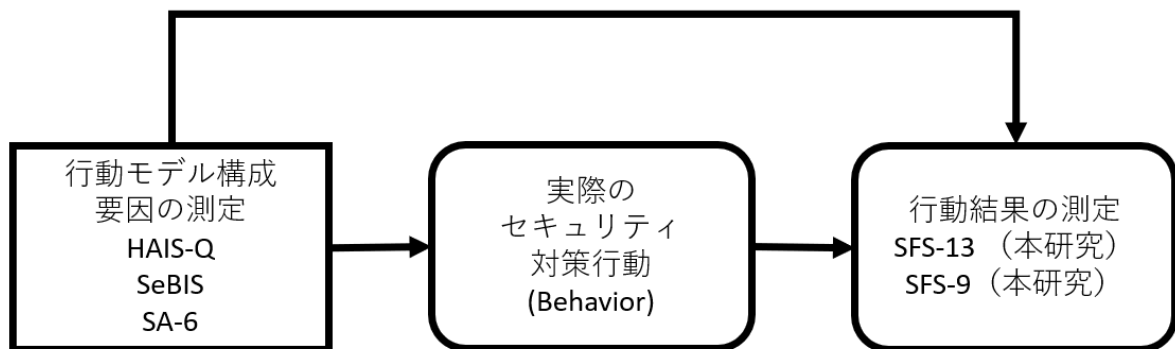 行動モデル構成
要因の測定
HAIS-Q
SeBIS
SA-6
実際の
セキュリティ
対策行動
(Behavior)
行動結果の測定
SFS-13 （本研究）
SFS-9（本研究）